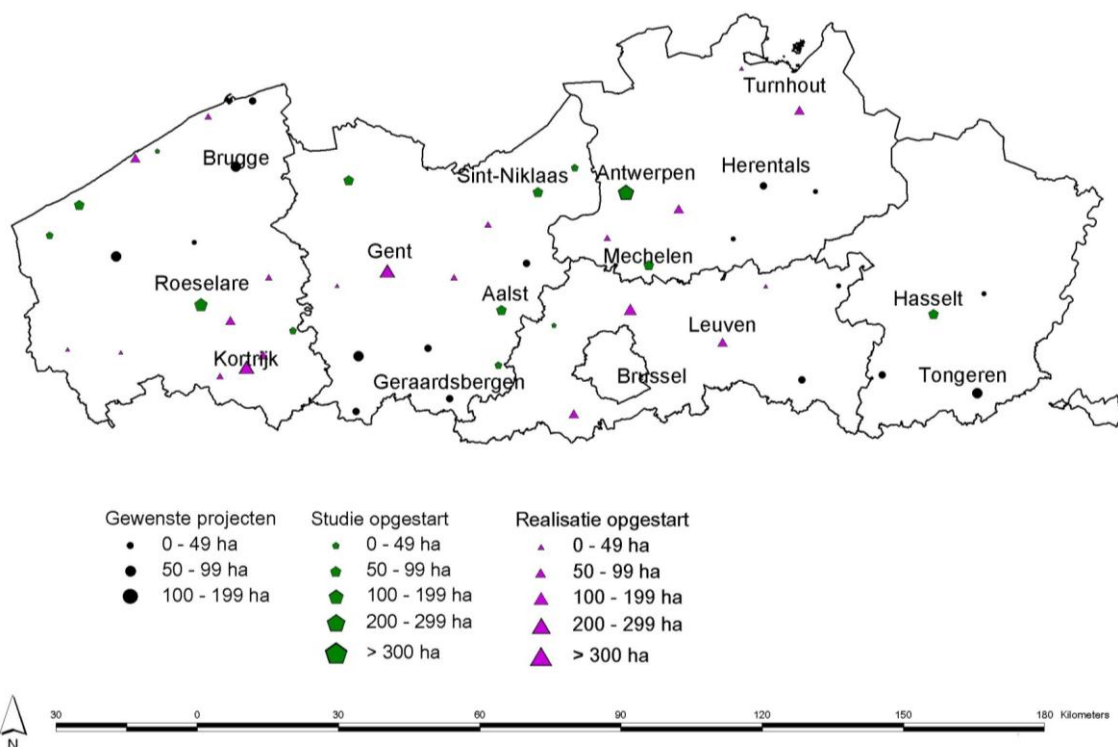 Turnhout
Brugge
Herentals
Sint-Niklaas
Antwerpen
Gent
Mechelen
Roeselare
Aalst
Hasselt
Leuven
Kortrijk
Geraardsbergen
Brussel
Tongeren
Gewenste projecten
0 - 49 ha
50 - 99 ha
100 - 199 ha
Studie opgestart
0 - 49 ha
50 - 99 ha
100 - 199 ha
200 - 299 ha
> 300 ha
Realisatie opgestart
0 - 49 ha
50 - 99 ha
100 - 199 ha
200 - 299 ha
> 300 ha
30 0 30 60 90 120 150 180 Kilometers
N